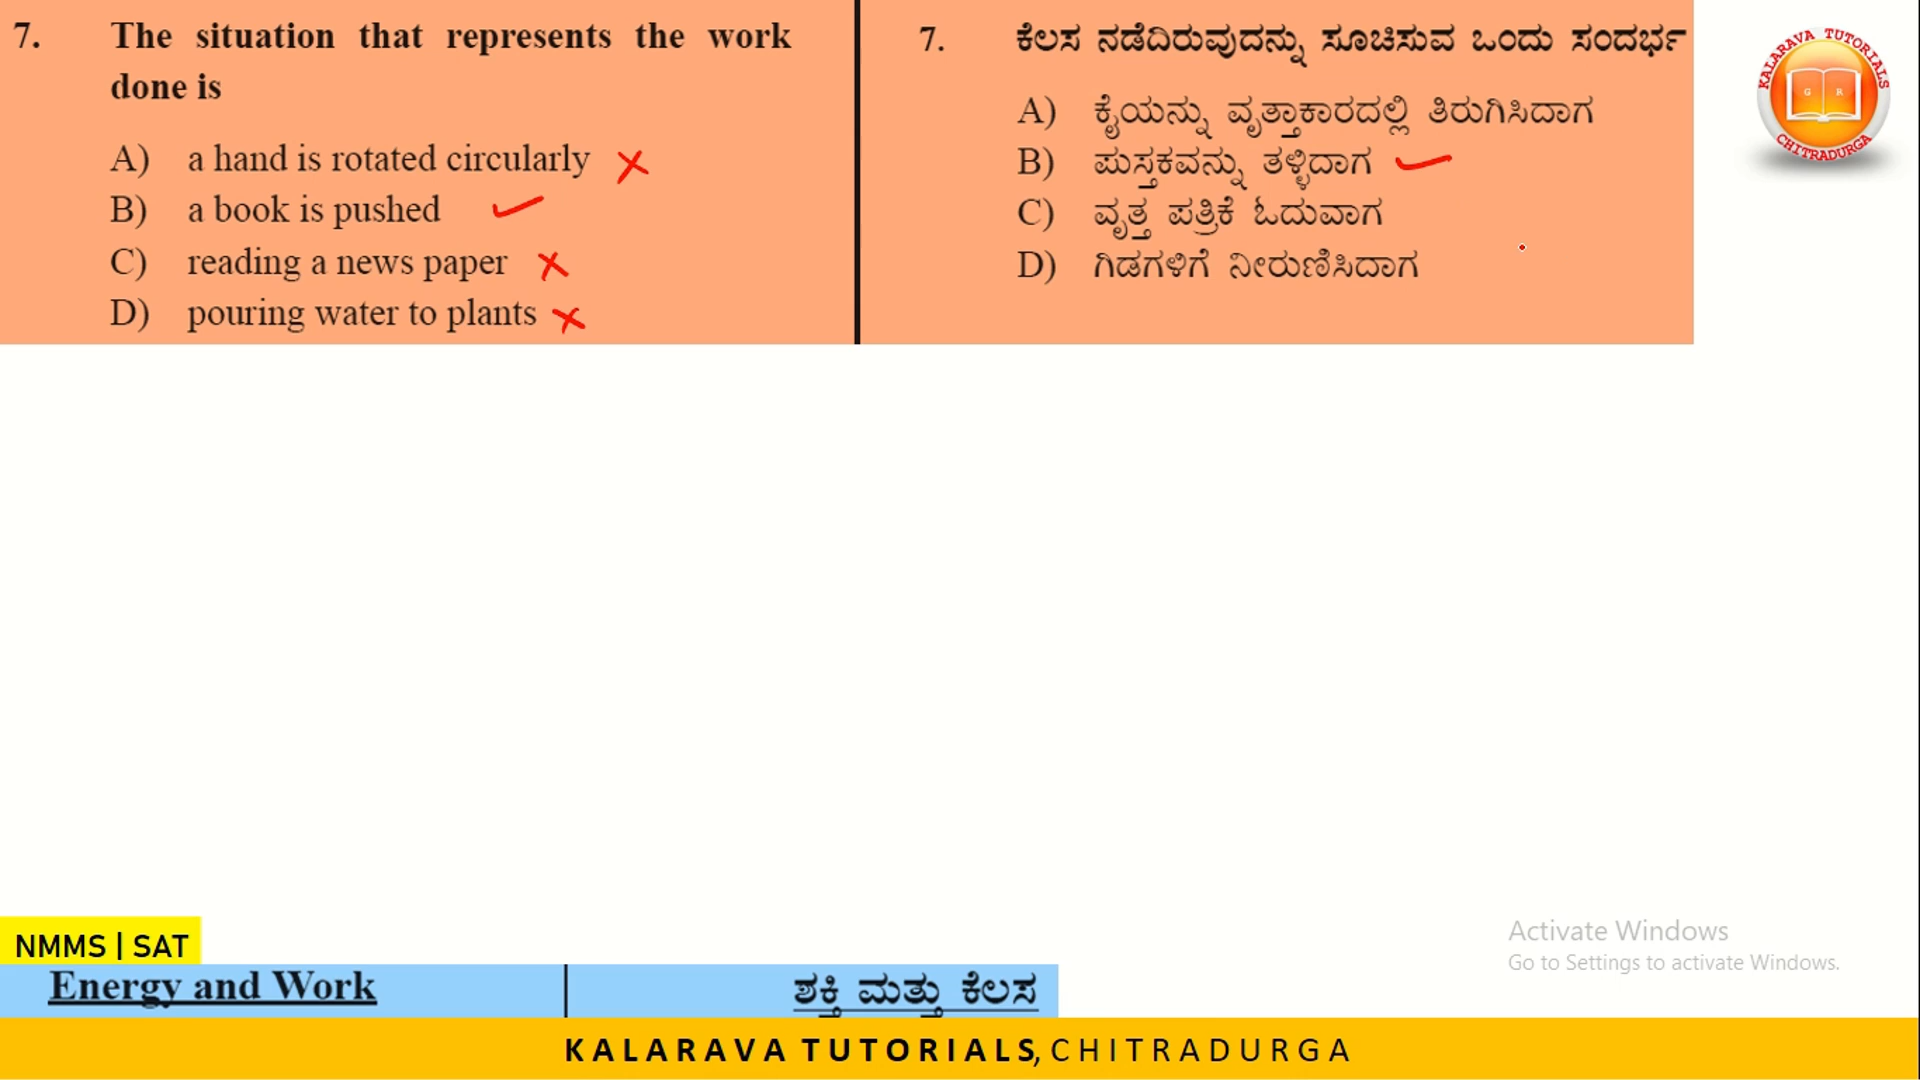 7. The situation that represents the work
done is
A) a hand is rotated circularly
B) a book is pushed
C) reading a news paper
D) pouring water to plants
7. ಕೆಲಸ ನಡೆದಿರುವುದನ್ನು ಸೂಚಿಸುವ ಒಂದು ಸಂದರ್ಭ
A) ಕೈಯನ್ನು ವೃತ್ತಾಕಾರದಲ್ಲಿ ತಿರುಗಿಸಿದಾಗ
B) ಪುಸ್ತಕವನ್ನು ತಳ್ಳಿದಾಗ
C) ವೃತ್ತ ಪತ್ರಿಕೆ ಓದುವಾಗ
D) ಗಿಡಗಳಿಗೆ ನೀರುಣಿಸಿದಾಗ
KALARAVA TUTORIALS
G R
CHITRADURGA
NMMS | SAT
Energy and Work
ಶಕ್ತಿ ಮತ್ತು ಕೆಲಸ
Activate Windows
Go to Settings to activate Windows.
KALARAVA TUTORIALS, CHITRADURGA